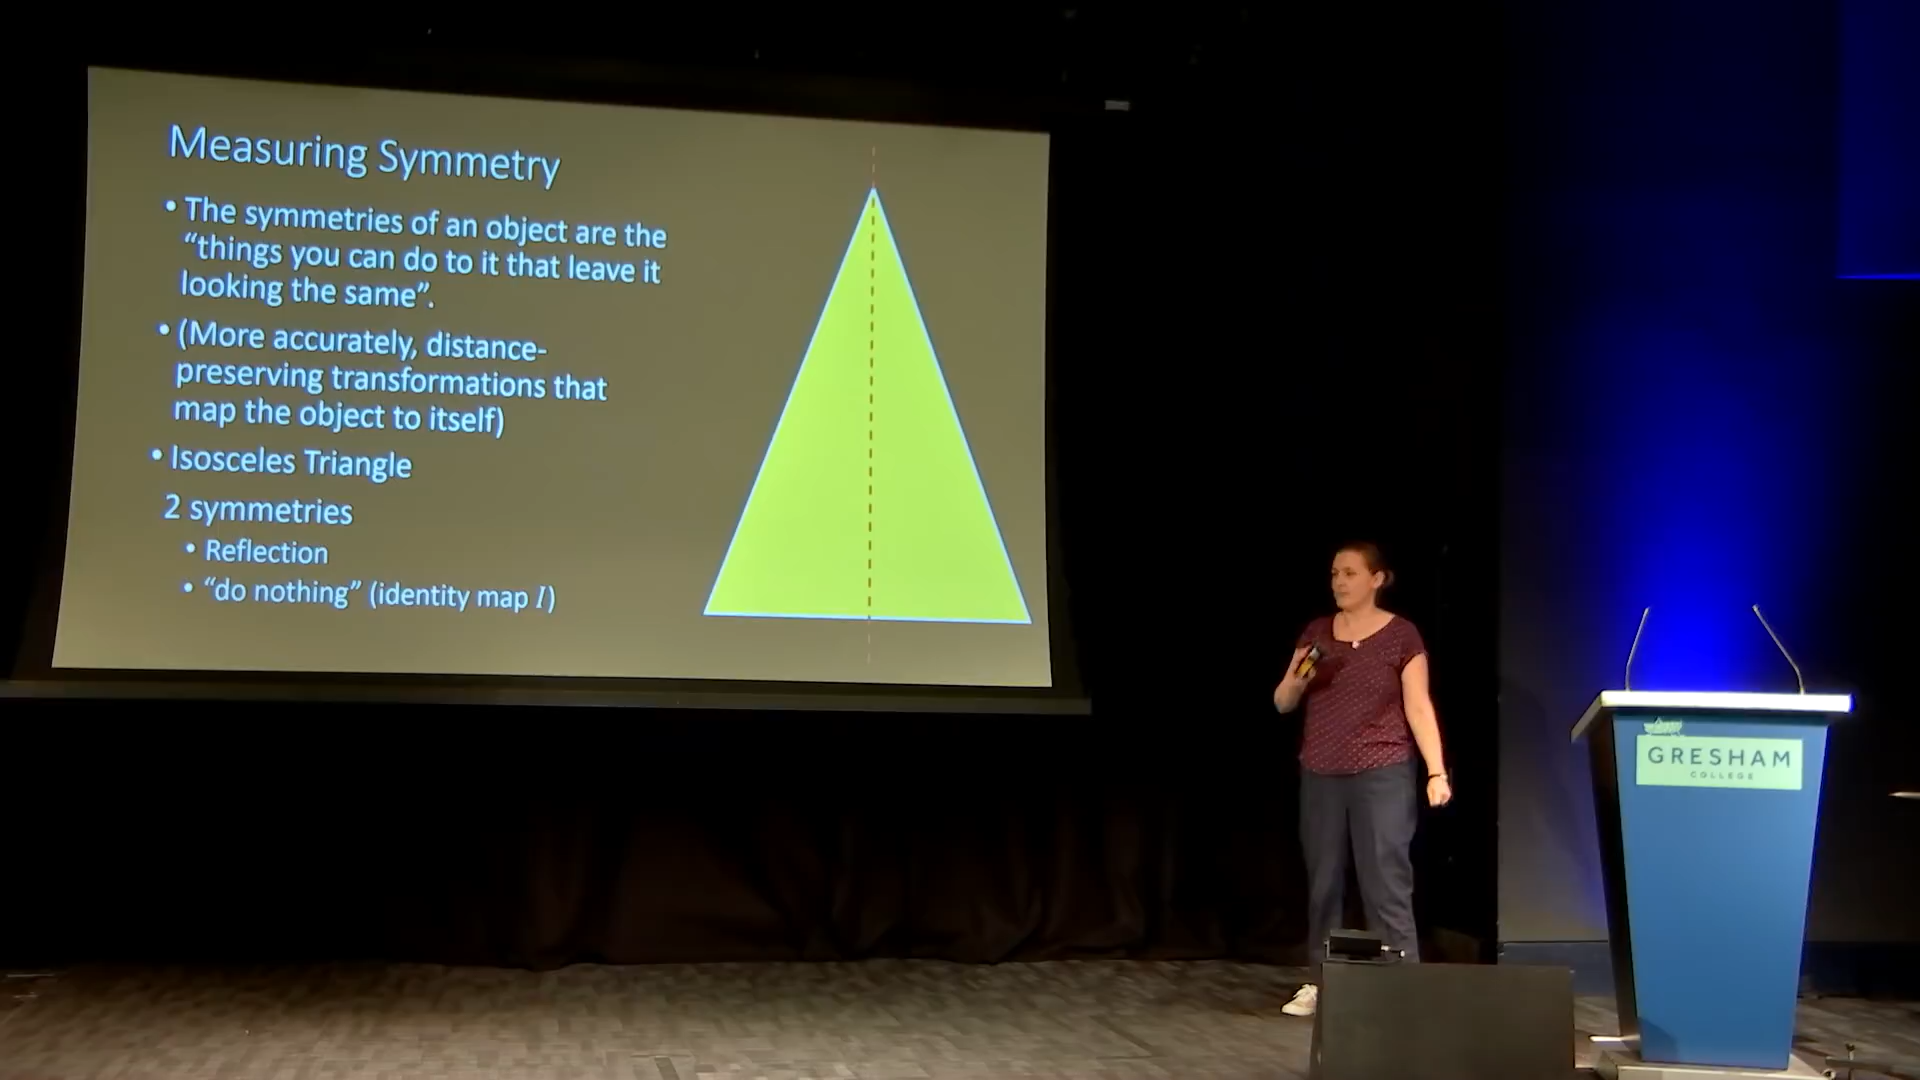 Measuring Symmetry
• The symmetries of an object are the
“things you can do to it that leave it
looking the same”.
• (More accurately, distance-
preserving transformations that
map the object to itself)
• Isosceles Triangle
2 symmetries
• Reflection
• “do nothing” (identity map I)
GRESHAM
COLLEGE